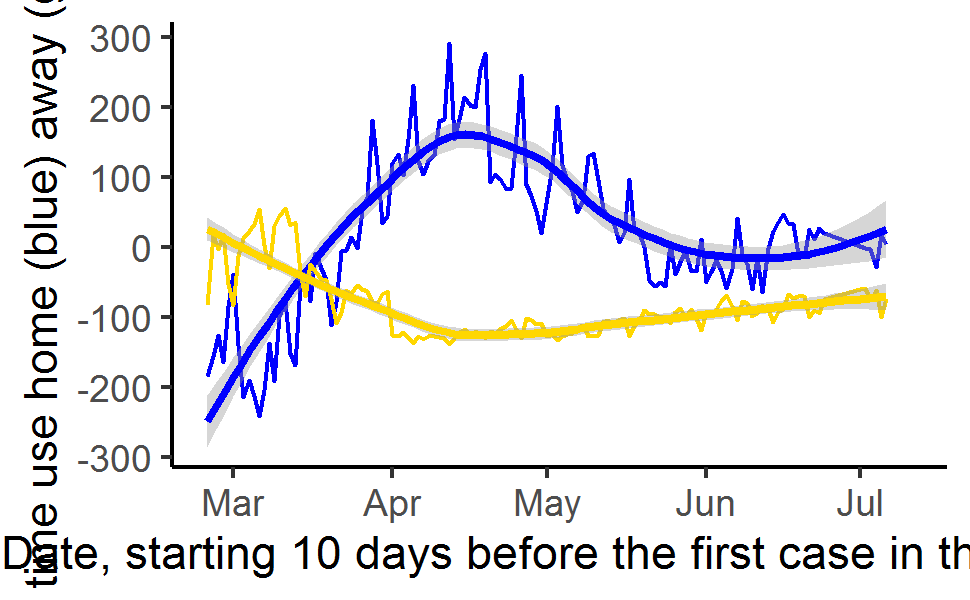 time use home (blue) away (
300
200
100
0
-100
-200
-300
Mar Apr May Jun Jul
Date, starting 10 days before the first case in th